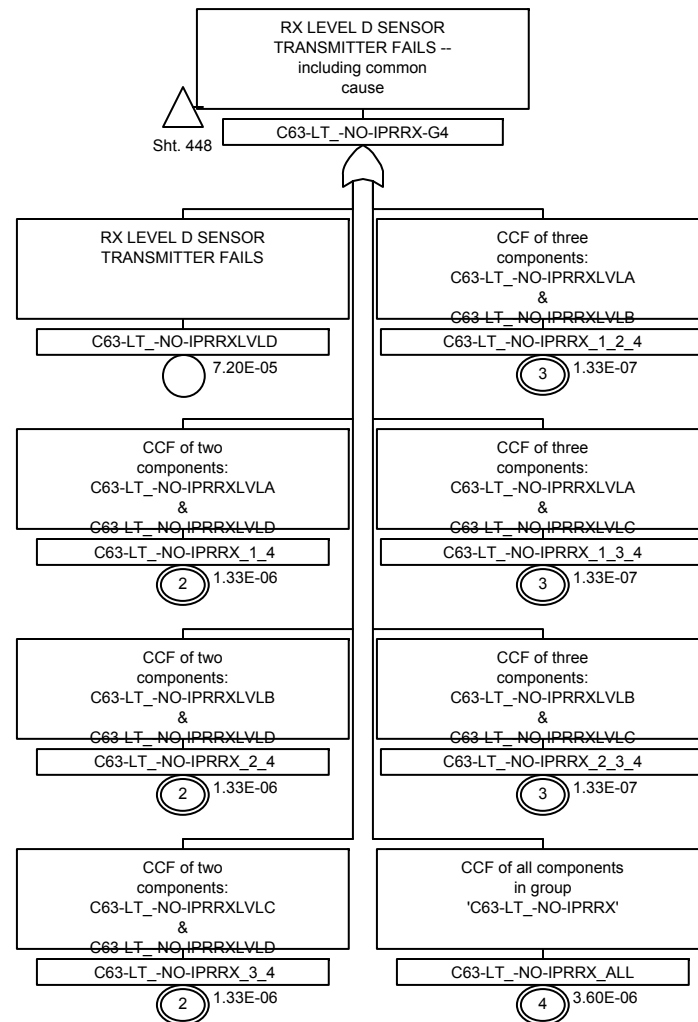 RX LEVEL D SENSOR
TRANSMITTER FAILS --
including common
cause
Sht. 448
C63-LT_-NO-IPRRX-G4
RX LEVEL D SENSOR
TRANSMITTER FAILS
C63-LT_-NO-IPRRXLVLD
7.20E-05
CCF of three
components:
C63-LT_-NO-IPRRXLVLA
&
C63-LT_-NO-IPRRXLVLB
C63-LT_-NO-IPRRX_1_2_4
3
1.33E-07
CCF of two
components:
C63-LT_-NO-IPRRXLVLA
&
C63-LT_-NO-IPRRXLVLD
C63-LT_-NO-IPRRX_1_4
2
1.33E-06
CCF of three
components:
C63-LT_-NO-IPRRXLVLA
&
C63-LT_-NO-IPRRXLVLC
C63-LT_-NO-IPRRX_1_3_4
3
1.33E-07
CCF of two
components:
C63-LT_-NO-IPRRXLVLB
&
C63-LT_-NO-IPRRXLVLD
C63-LT_-NO-IPRRX_2_4
2
1.33E-06
CCF of three
components:
C63-LT_-NO-IPRRXLVLB
&
C63-LT_-NO-IPRRXLVLC
C63-LT_-NO-IPRRX_2_3_4
3
1.33E-07
CCF of two
components:
C63-LT_-NO-IPRRXLVLC
&
C63-LT_-NO-IPRRXLVLD
C63-LT_-NO-IPRRX_3_4
2
1.33E-06
CCF of all components
in group
'C63-LT_-NO-IPRRX'
C63-LT_-NO-IPRRX_ALL
4
3.60E-06